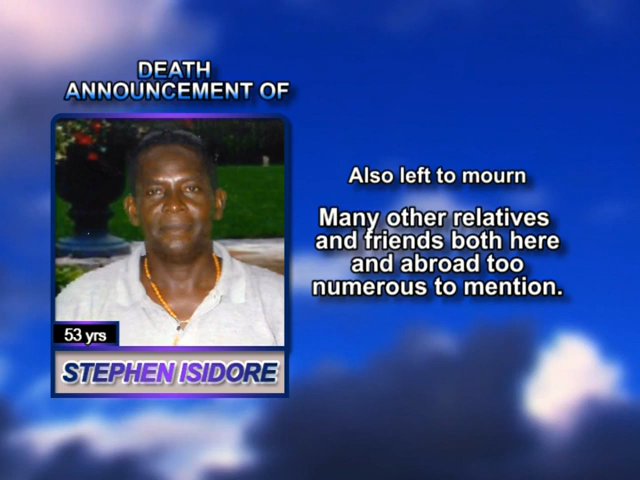 DEATH
ANNOUNCEMENT OF
53 yrs
STEPHEN ISIDORE
Also left to mourn
Many other relatives
and friends both here
and abroad too
numerous to mention.